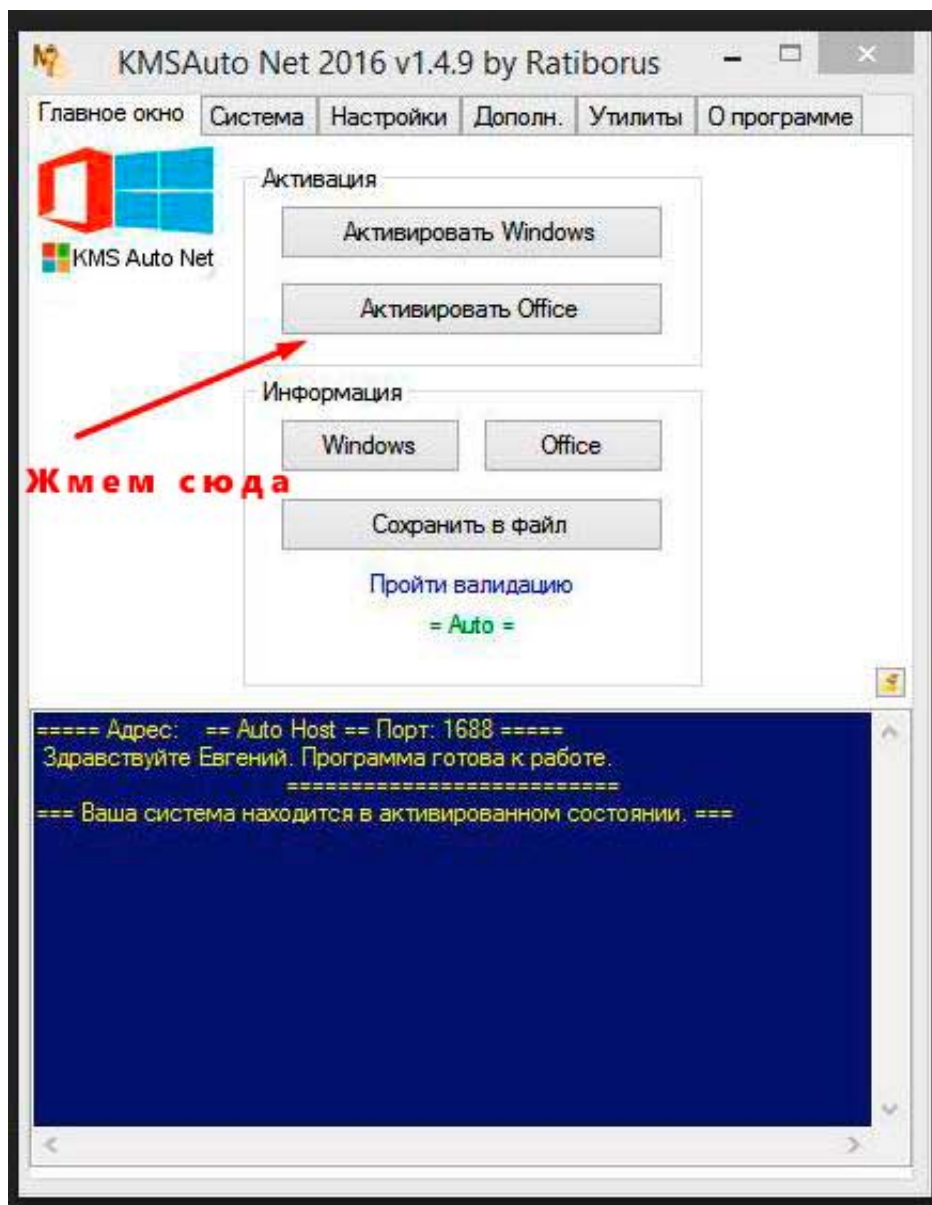 KMSAuto Net 2016 v1.4.9 by Ratiborus
Главное окно Система Настройки Дополн. Утилиты О программе
KMS Auto Net
Активация
Активировать Windows
Активировать Office
Информация
Windows Office
Жмем сюда
Сохранить в файл
Пройти валидацию
= Auto =
===== Адрес: == Auto Host == Порт: 1688 =====
Здравствуйте Евгений. Программа готова к работе.
==========================
=== Ваша система находится в активированном состоянии. ===